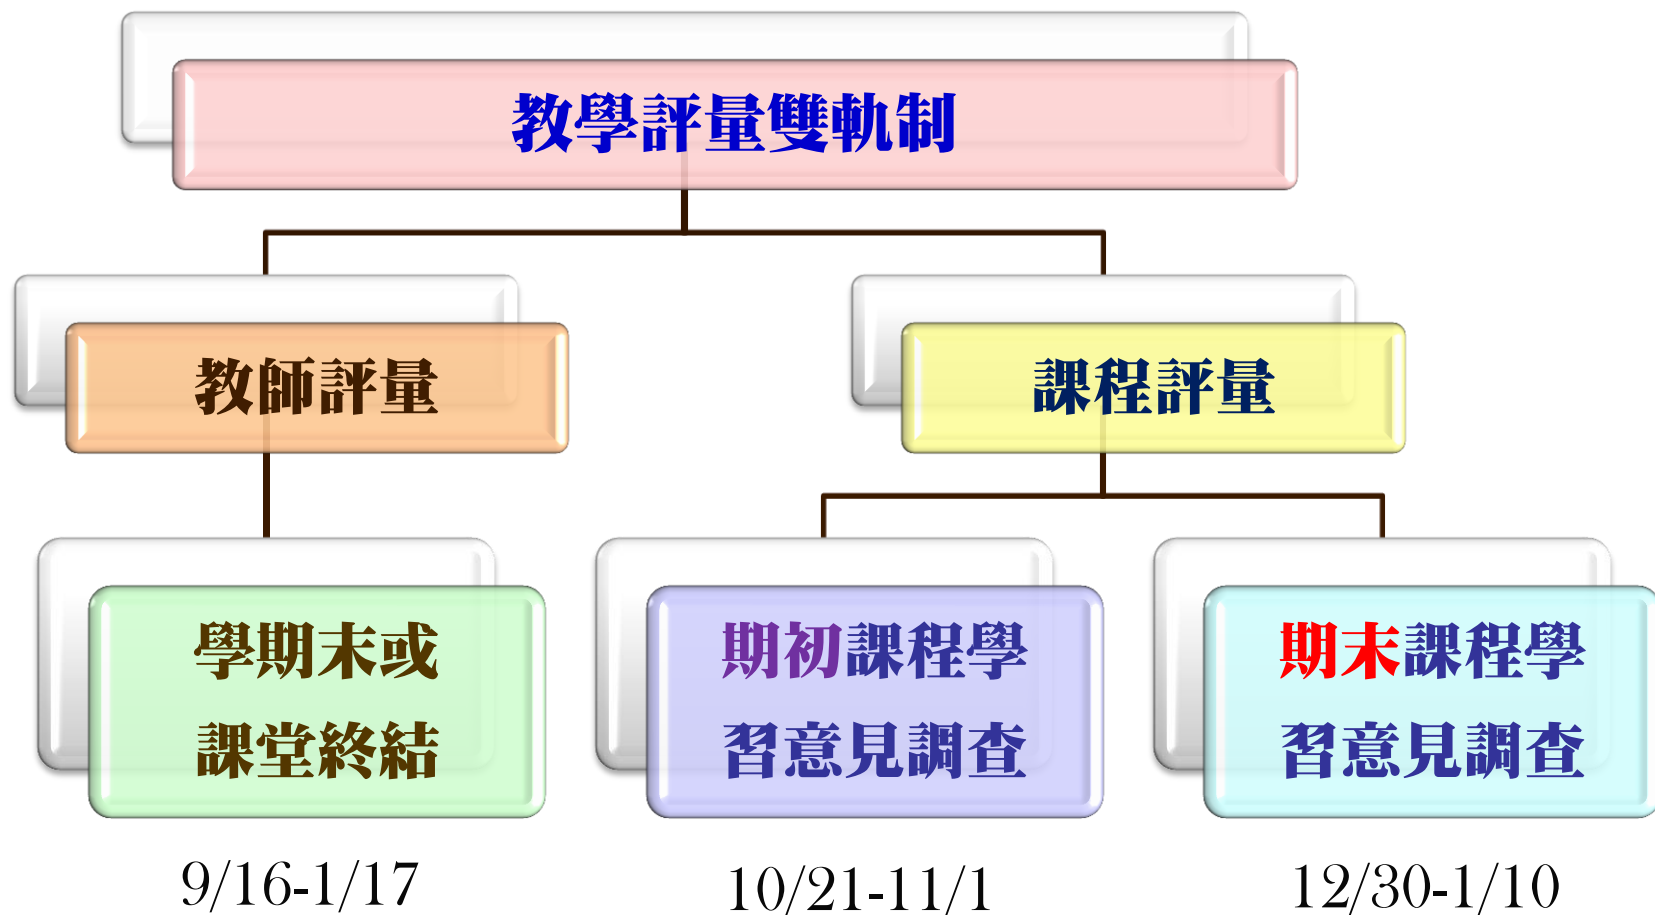 教學評量雙軌制
教師評量
課程評量
學期末或
課堂終結
期初課程學
習意見調查
期末課程學
習意見調查
9/16-1/17
10/21-11/1
12/30-1/10